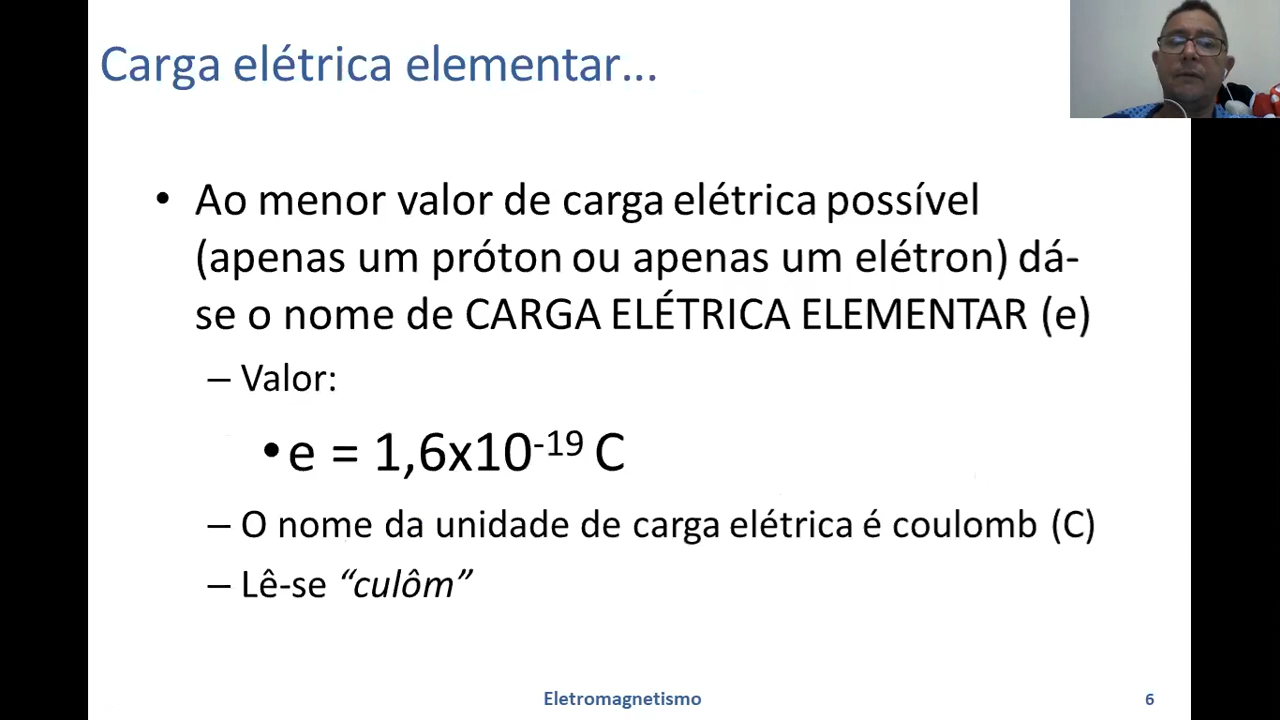 Carga elétrica elementar...
• Ao menor valor de carga elétrica possível
(apenas um próton ou apenas um elétron) dá-
se o nome de CARGA ELÉTRICA ELEMENTAR (e)
– Valor:
• e = 1,6x10⁻¹⁹ C
– O nome da unidade de carga elétrica é coulomb (C)
– Lê-se “culôm”
Eletromagnetismo
6